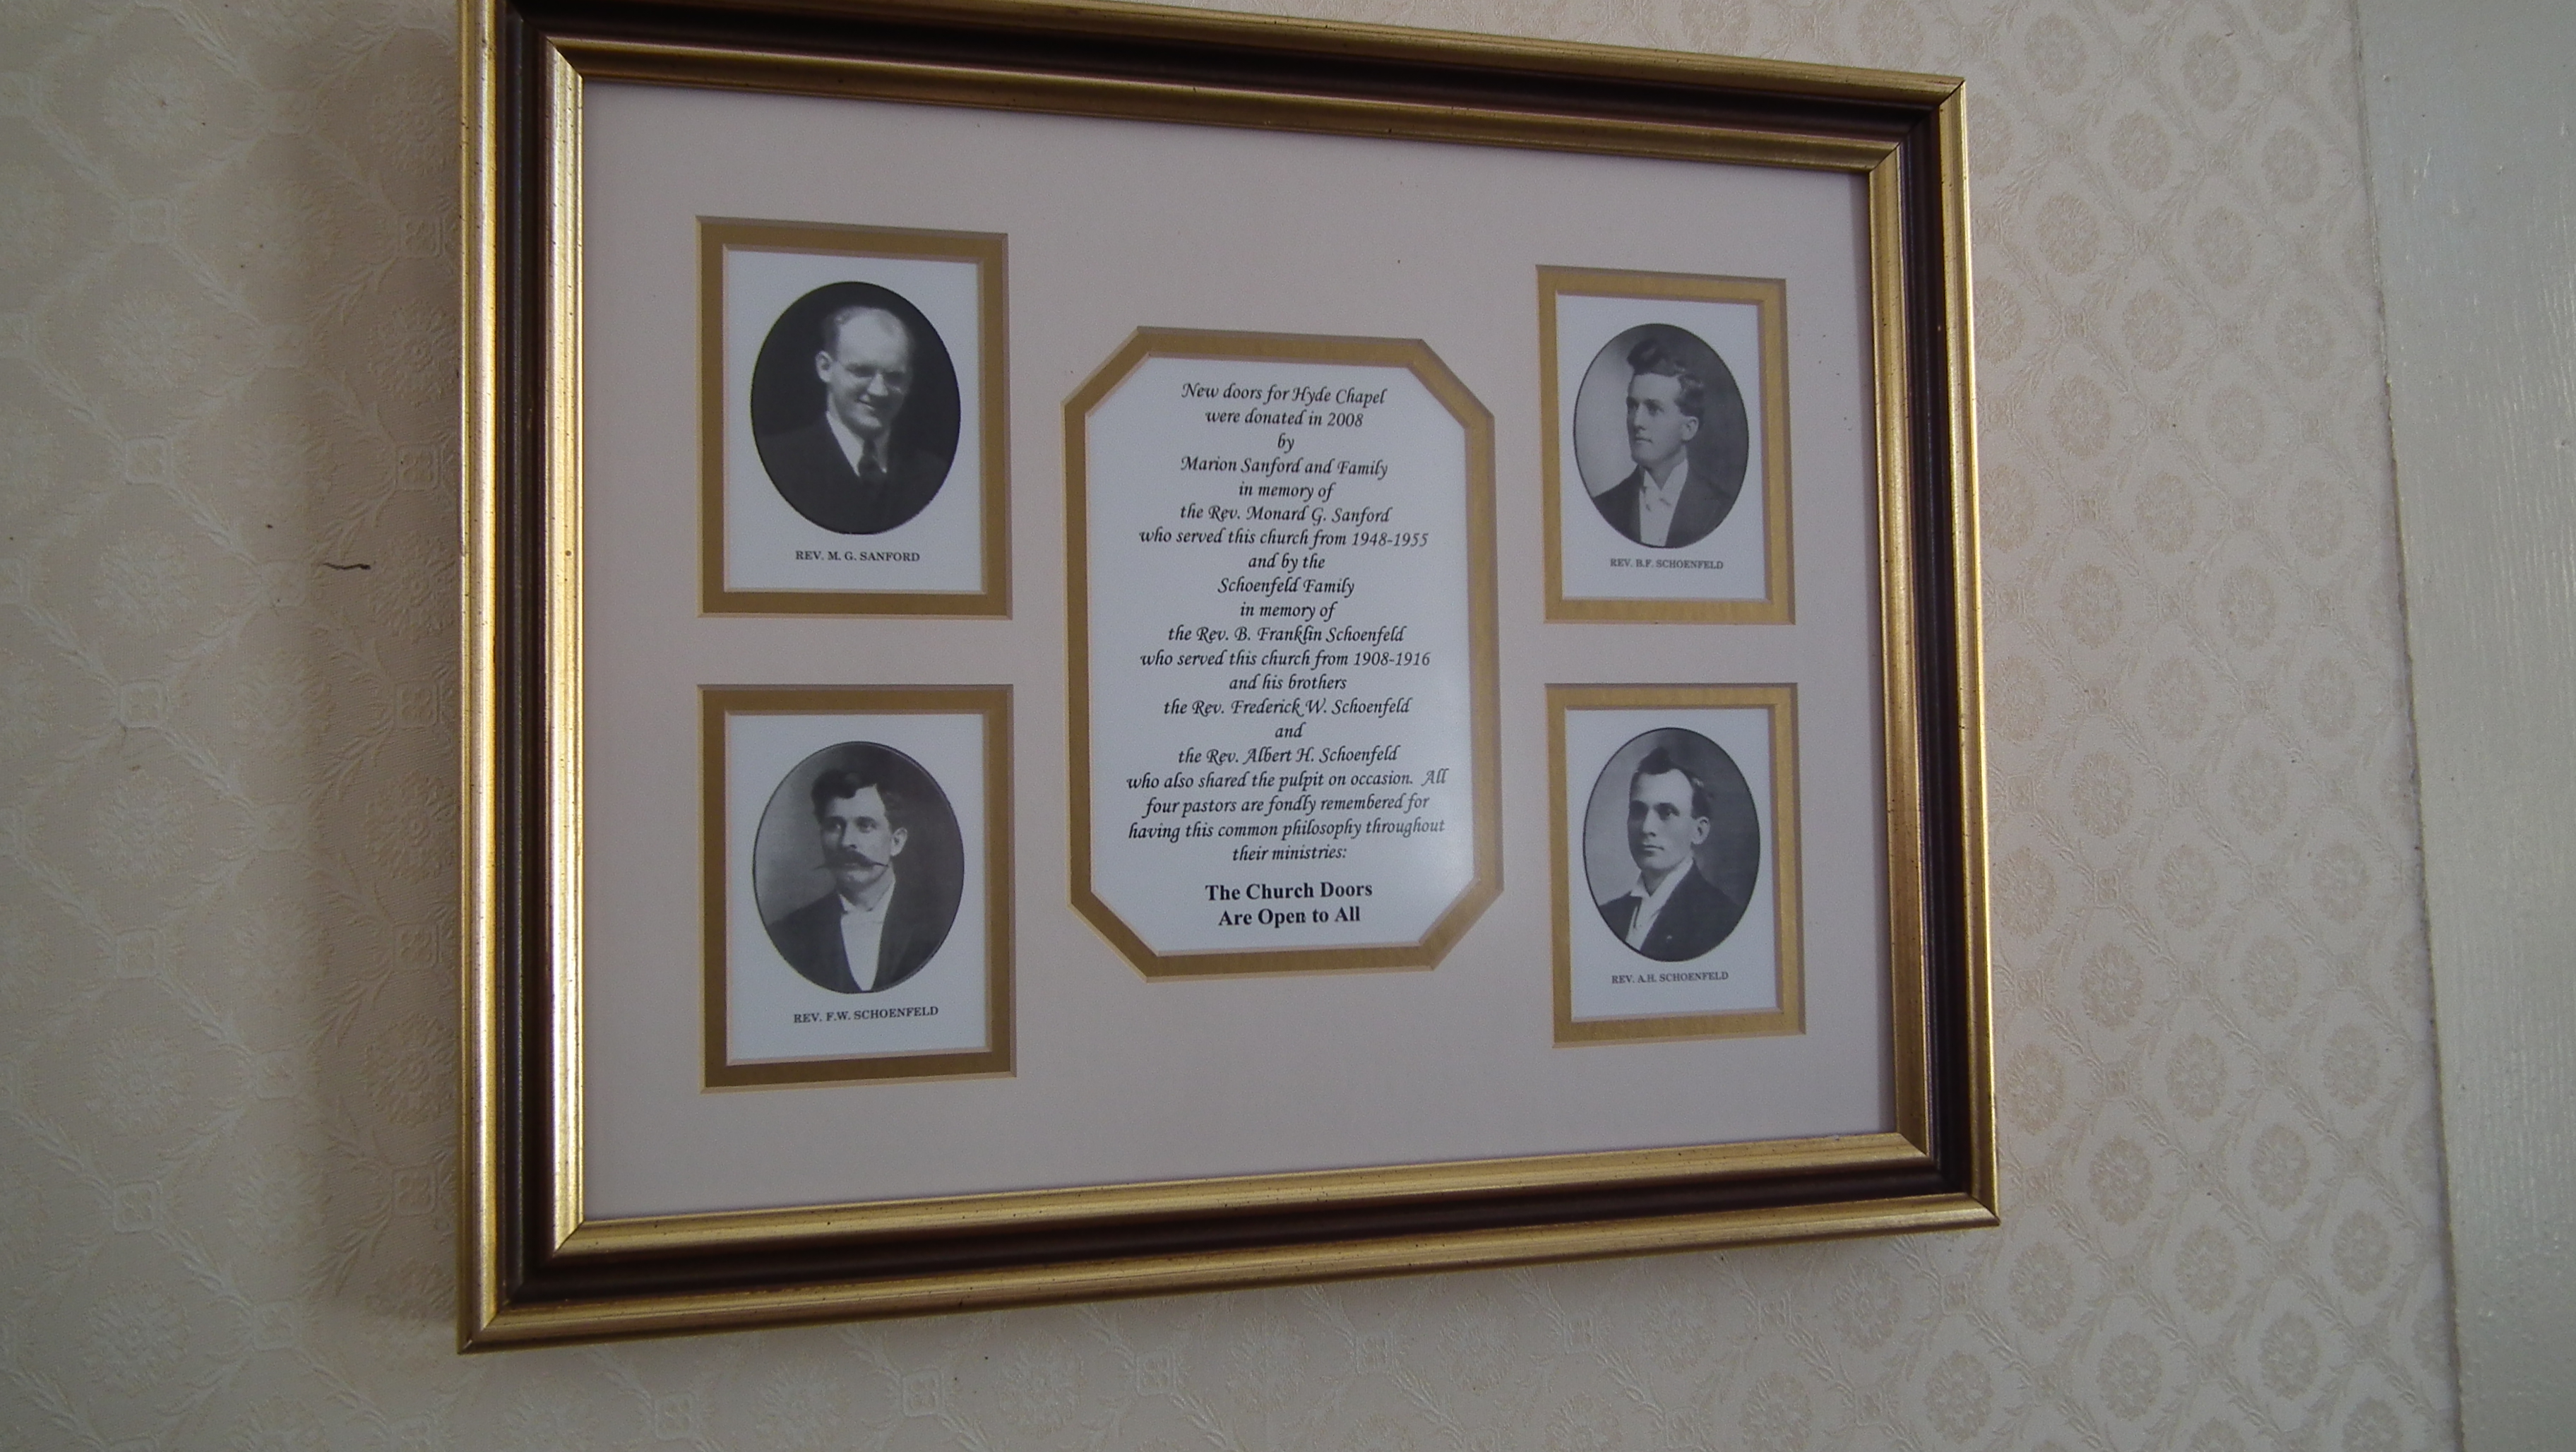 REV. M. G. SANFORD
REV. F.W. SCHOENFELD
New doors for Hyde Chapel
were donated in 2008
by
Marion Sanford and Family
in memory of
the Rev. Monard G. Sanford
who served this church from 1948-1955
and by the
Schoenfeld Family
in memory of
the Rev. B. Franklin Schoenfeld
who served this church from 1908-1916
and his brothers
the Rev. Frederick W. Schoenfeld
and
the Rev. Albert H. Schoenfeld
who also shared the pulpit on occasion. All
four pastors are fondly remembered for
having this common philosophy throughout
their ministries:
The Church Doors
Are Open to All
REV. B.F. SCHOENFELD
REV. A.H. SCHOENFELD